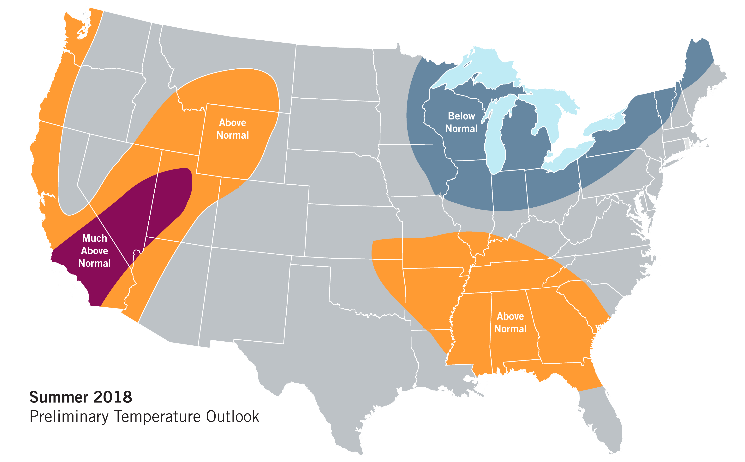 Below
Normal
Above
Normal
Much
Above
Normal
Above
Normal
Summer 2018
Preliminary Temperature Outlook